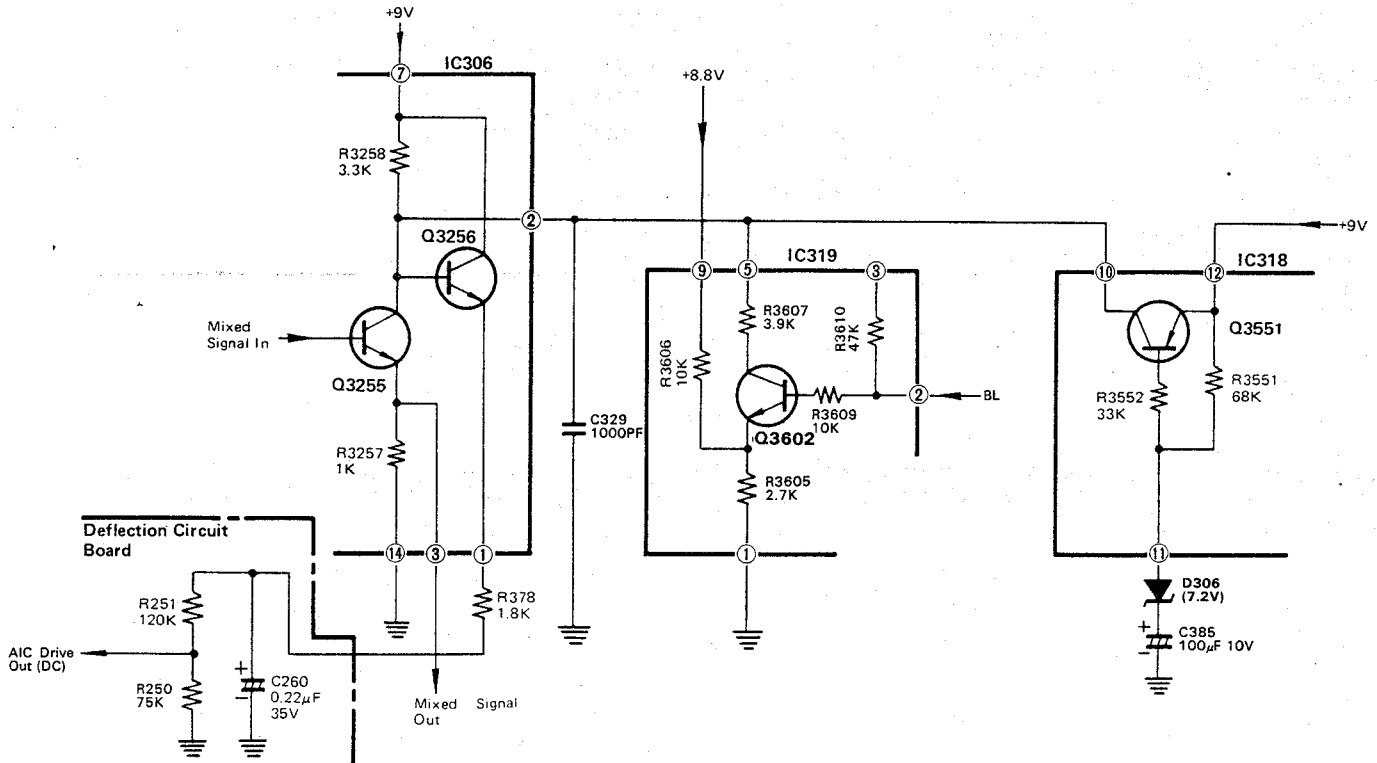 +9V
7
IC306
R3258
3.3K
2
Q3256
Mixed
Signal In
Q3255
R3257
1K
14
3
1
R378
1.8K
Mixed Signal
Out
Deflection Circuit
Board
R251
120K
AIC Drive
Out (DC)
R250
75K
+
−
C260
0.22µF
35V
C329
1000PF
+8.8V
IC319
9
5
3
R3606
10K
R3607
3.9K
R3610
47K
Q3602
R3609
10K
2
BL
R3605
2.7K
1
+9V
IC318
10
12
Q3551
R3552
33K
R3551
68K
11
D306
(7.2V)
+
−
C385
100µF 10V